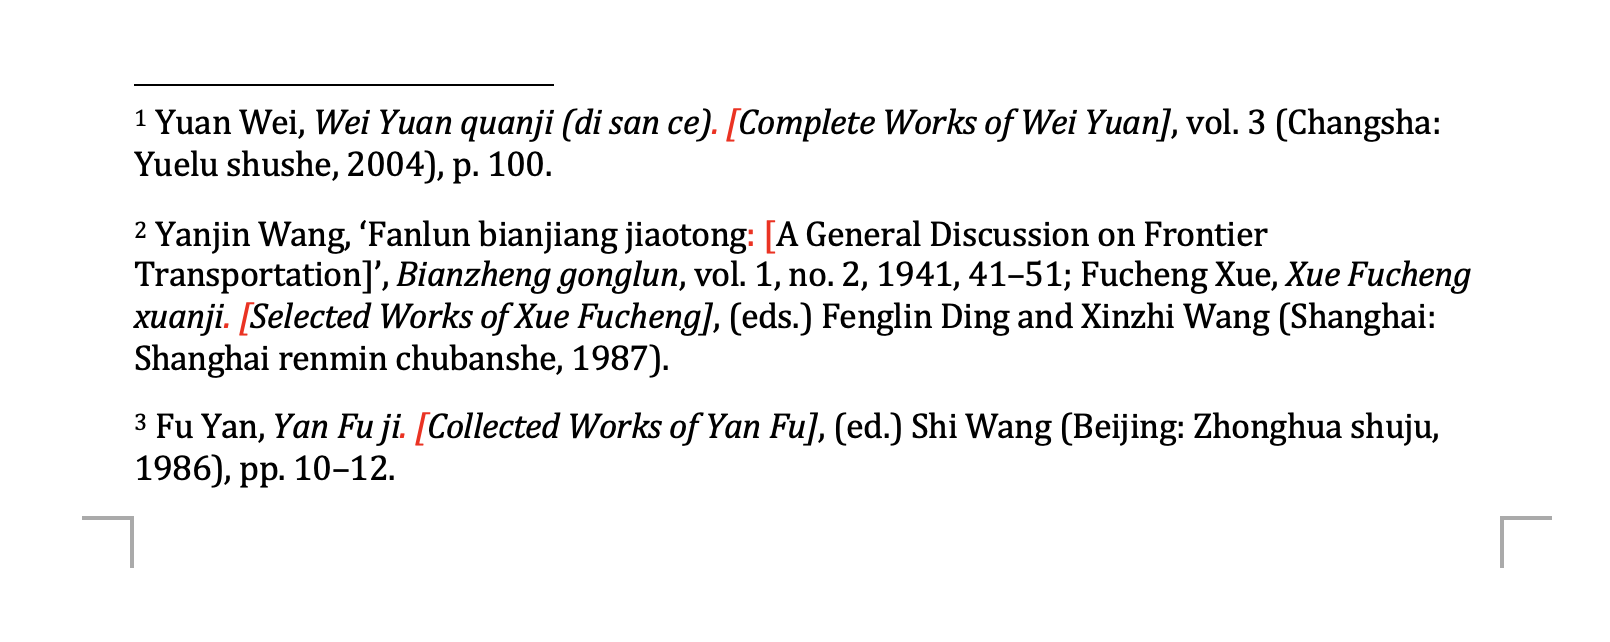 1 Yuan Wei, Wei Yuan quanji (di san ce). [Complete Works of Wei Yuan], vol. 3 (Changsha:
Yuelu shushe, 2004), p. 100.
2 Yanjin Wang, ‘Fanlun bianjiang jiaotong: [A General Discussion on Frontier
Transportation]’, Bianzheng gonglun, vol. 1, no. 2, 1941, 41–51; Fucheng Xue, Xue Fucheng
xuanji. [Selected Works of Xue Fucheng], (eds.) Fenglin Ding and Xinzhi Wang (Shanghai:
Shanghai renmin chubanshe, 1987).
3 Fu Yan, Yan Fu ji. [Collected Works of Yan Fu], (ed.) Shi Wang (Beijing: Zhonghua shuju,
1986), pp. 10–12.